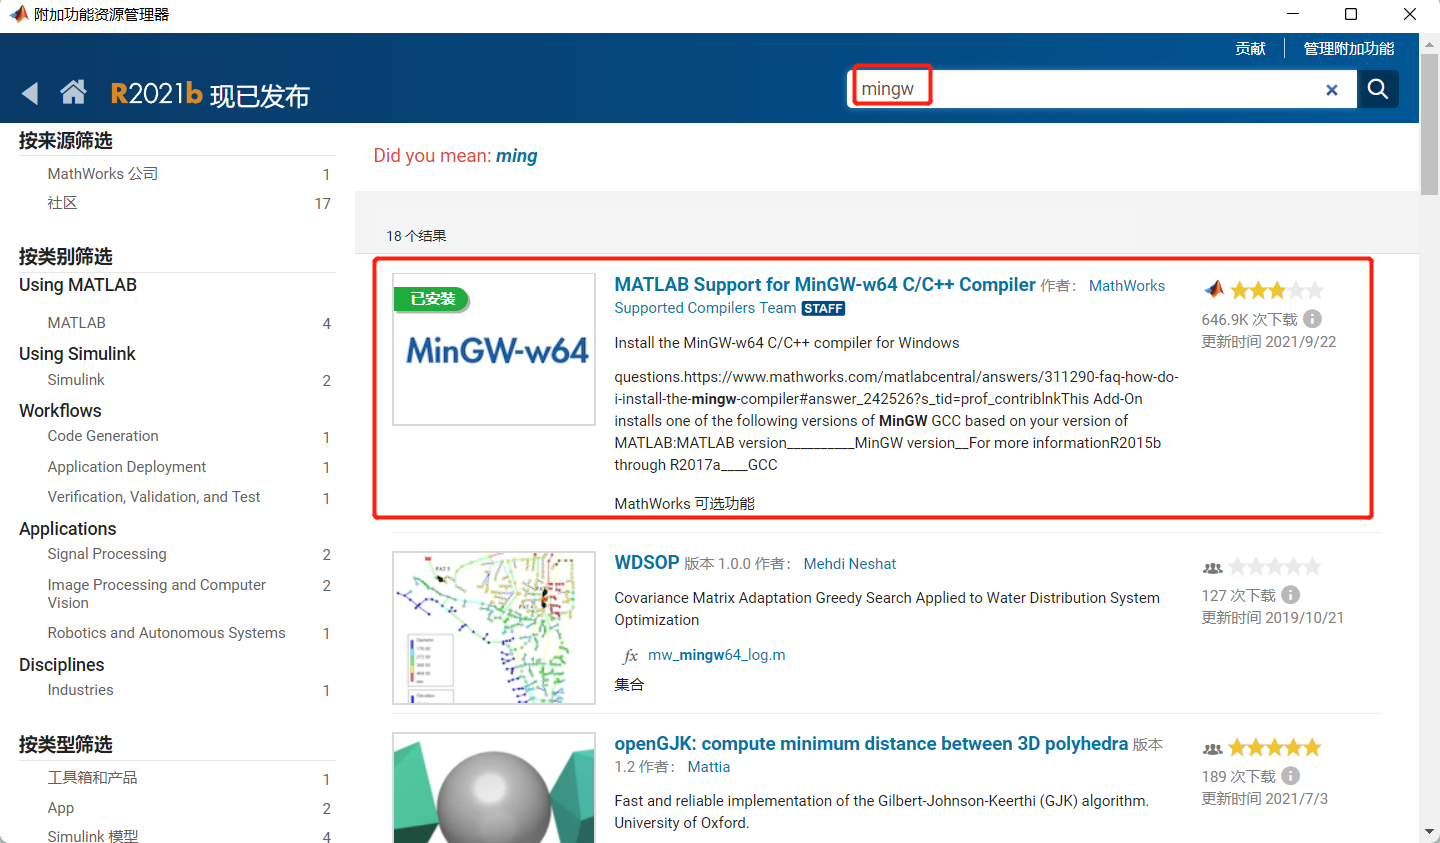 附加功能资源管理器
贡献
管理附加功能
R2021b 现已发布
mingw
按来源筛选
MathWorks 公司 1
社区 17
按类别筛选
Using MATLAB
MATLAB 4
Using Simulink
Simulink 2
Workflows
Code Generation 1
Application Deployment 1
Verification, Validation, and Test 1
Applications
Signal Processing 2
Image Processing and Computer 2
Vision
Robotics and Autonomous Systems 1
Disciplines
Industries 1
按类型筛选
工具箱和产品 1
App 2
Simulink 模型 4
Did you mean: ming
18 个结果
已安装
MinGW-w64
MATLAB Support for MinGW-w64 C/C++ Compiler 作者： MathWorks
Supported Compilers Team STAFF
Install the MinGW-w64 C/C++ compiler for Windows
questions.https://www.mathworks.com/matlabcentral/answers/311290-faq-how-do-
i-install-the-mingw-compiler#answer_242526?s_tid=prof_contriblnkThis Add-On
installs one of the following versions of MinGW GCC based on your version of
MATLAB:MATLAB version__________MinGW version__For more informationR2015b
through R2017a____GCC
MathWorks 可选功能
646.9K 次下载
更新时间 2021/9/22
WDSOP 版本 1.0.0 作者： Mehdi Neshat
Covariance Matrix Adaptation Greedy Search Applied to Water Distribution System
Optimization
fx mw_mingw64_log.m
集合
127 次下载
更新时间 2019/10/21
openGJK: compute minimum distance between 3D polyhedra 版本
1.2 作者： Mattia
Fast and reliable implementation of the Gilbert-Johnson-Keerthi (GJK) algorithm.
University of Oxford.
189 次下载
更新时间 2021/7/3